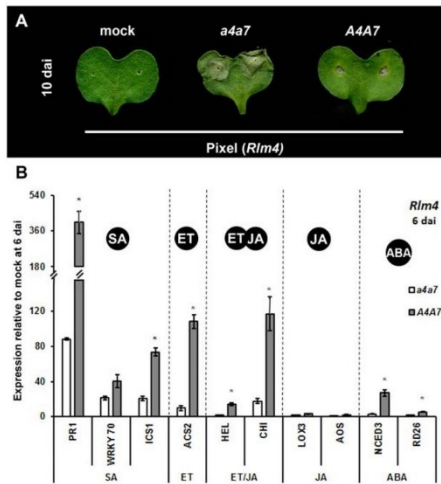 A
mock
a4a7
A4A7
10 dai
Pixel (Rlm4)
B
Expression relative to mock at 6 dai
540
360
180
120
80
40
0
*
*
*
*
*
*
*
SA
ET
ET JA
JA
ABA
Rlm4
6 dai
a4a7
A4A7
PR1
WRKY 70
ICS1
ACS2
HEL
CHI
LOX3
AOS
NCED3
RD26
SA
ET
ET/JA
JA
ABA